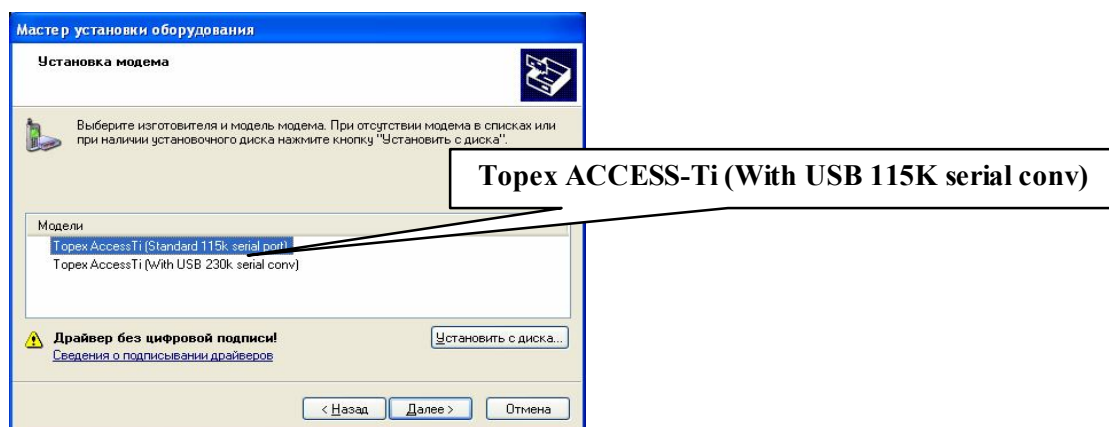 Мастер установки оборудования
Установка модема
Выберите изготовителя и модель модема. При отсутствии модема в списках или
при наличии установочного диска нажмите кнопку "Установить с диска".
Topex ACCESS-Ti (With USB 115K serial conv)
Модели
Topex AccessTi (Standard 115k serial port)
Topex AccessTi (With USB 230k serial conv)
Драйвер без цифровой подписи!
Установить с диска...
Сведения о подписывании драйверов
< Назад Далее > Отмена